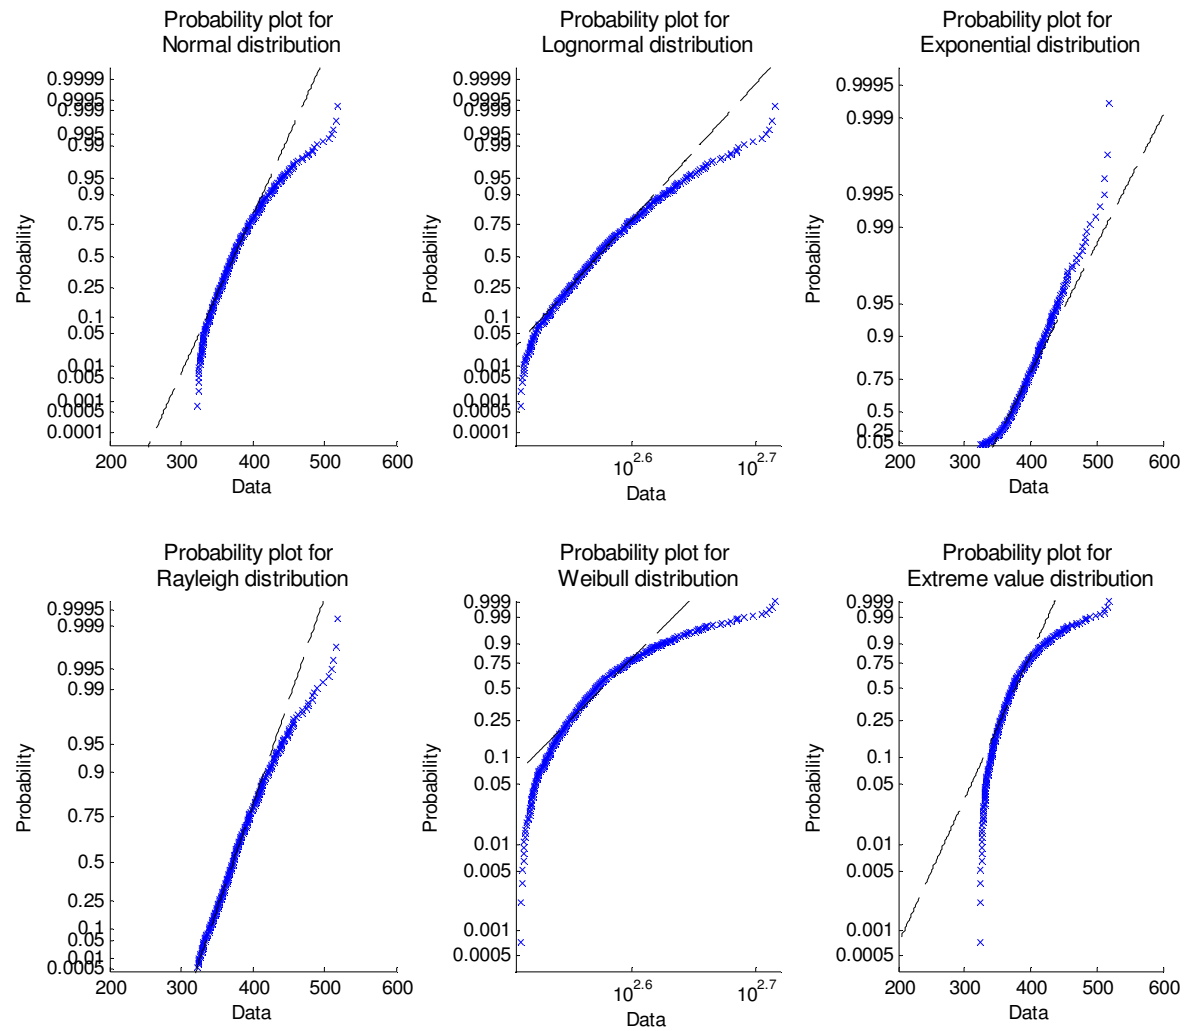 Probability plot for
Normal distribution
0.9999
0.9995
0.999
0.995
0.99
0.95
0.9
0.75
0.5
0.25
0.1
0.05
0.01
0.005
0.001
0.0005
0.0001
Probability
200 300 400 500 600
Data
Probability plot for
Lognormal distribution
0.9999
0.9995
0.999
0.995
0.99
0.95
0.9
0.75
0.5
0.25
0.1
0.05
0.01
0.005
0.001
0.0005
0.0001
Probability
10^2.6 10^2.7
Data
Probability plot for
Exponential distribution
0.9995
0.999
0.995
0.99
0.95
0.9
0.75
0.5
0.25
0.05
Probability
200 300 400 500 600
Data
Probability plot for
Rayleigh distribution
0.9995
0.999
0.995
0.99
0.95
0.9
0.75
0.5
0.25
0.1
0.05
0.01
0.0005
Probability
200 300 400 500 600
Data
Probability plot for
Weibull distribution
0.999
0.99
0.9
0.75
0.5
0.25
0.1
0.05
0.01
0.005
0.001
0.0005
Probability
10^2.6 10^2.7
Data
Probability plot for
Extreme value distribution
0.999
0.99
0.9
0.75
0.5
0.25
0.1
0.05
0.01
0.005
0.001
0.0005
Probability
200 300 400 500 600
Data